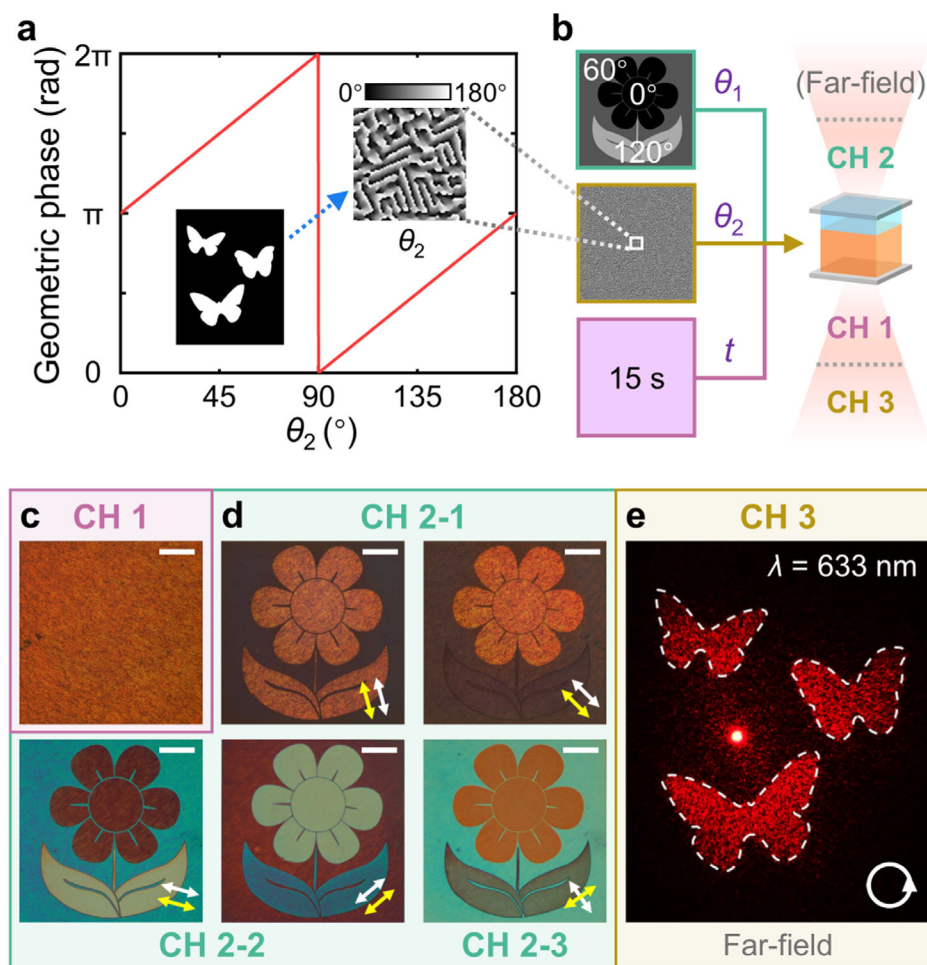 a
Geometric phase (rad)
2π
π
0
0° 180°
θ2
0 45 90 135 180
θ2 (°)
b
60°
0°
120°
θ1
θ2
15 s
t
(Far-field)
CH 2
CH 1
CH 3
c CH 1
d CH 2-1
CH 2-2
CH 2-3
e CH 3
λ = 633 nm
Far-field